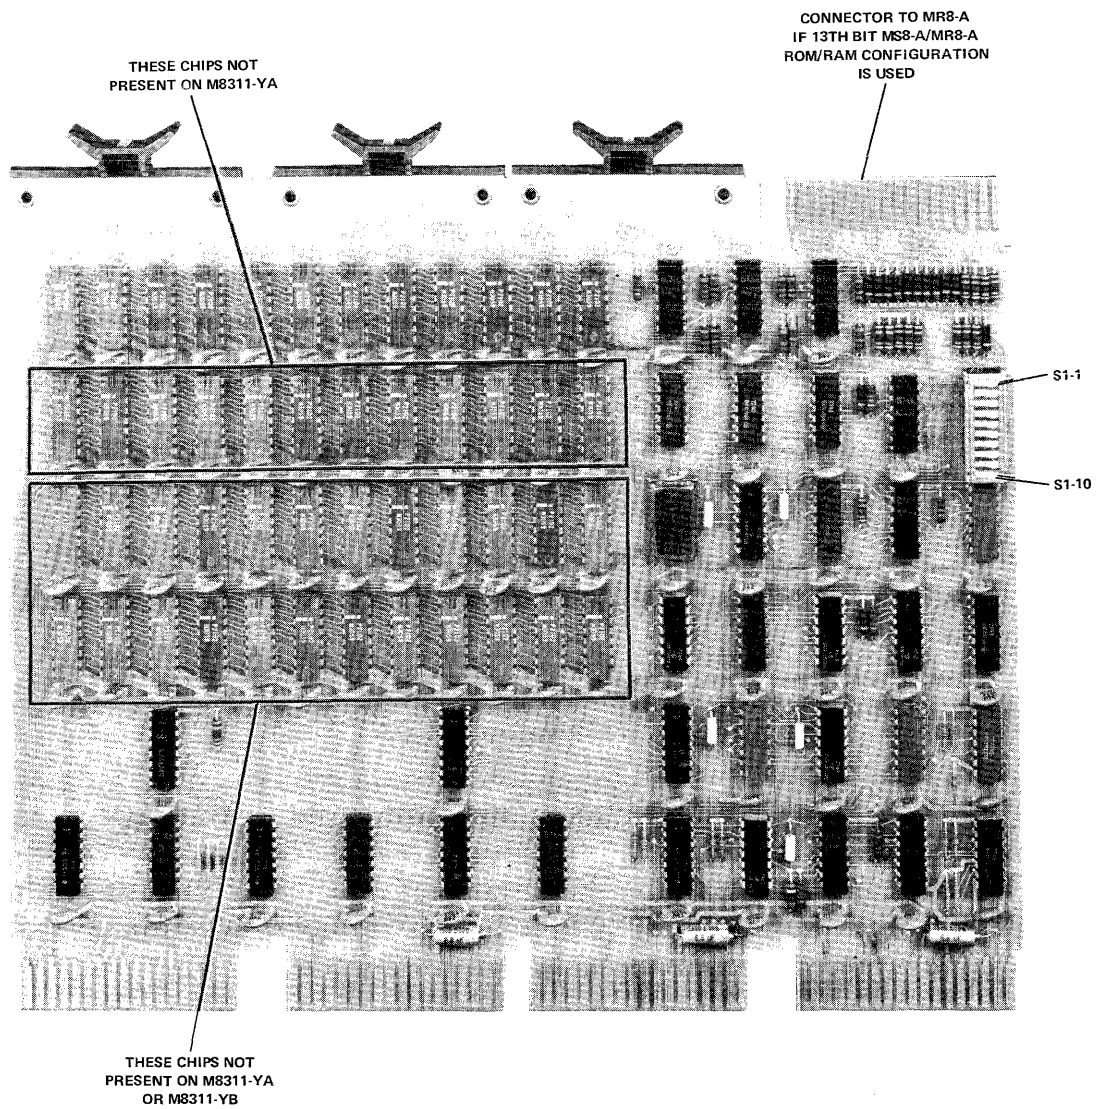 CONNECTOR TO MR8-A
IF 13TH BIT MS8-A/MR8-A
ROM/RAM CONFIGURATION
IS USED
THESE CHIPS NOT
PRESENT ON M8311-YA
S1-1
S1-10
THESE CHIPS NOT
PRESENT ON M8311-YA
OR M8311-YB